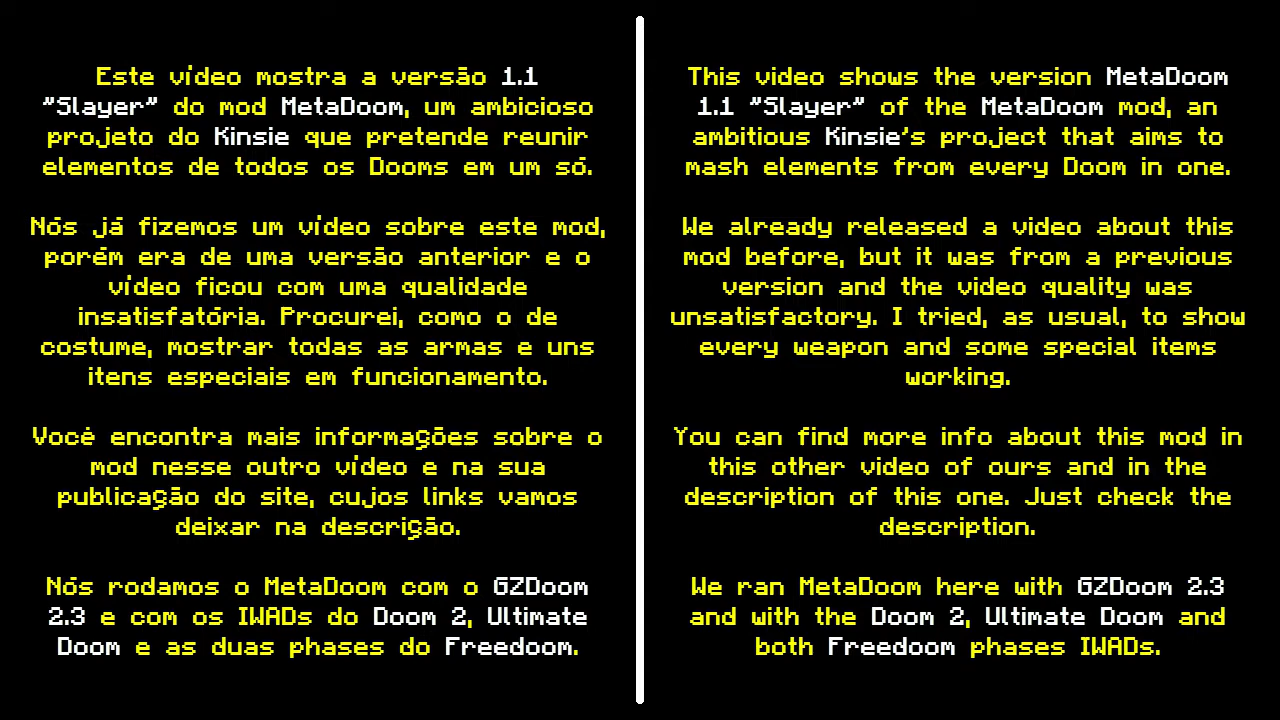 Este vídeo mostra a versão 1.1
"Slayer" do mod MetaDoom, um ambicioso
projeto do Kinsie que pretende reunir
elementos de todos os Dooms em um só.
Nós já fizemos um vídeo sobre este mod,
porém era de uma versão anterior e o
vídeo ficou com uma qualidade
insatisfatória. Procurei, como o de
costume, mostrar todas as armas e uns
itens especiais em funcionamento.
Você encontra mais informações sobre o
mod nesse outro vídeo e na sua
publicação do site, cujos links vamos
deixar na descrição.
Nós rodamos o MetaDoom com o GZDoom
2.3 e com os IWADs do Doom 2, Ultimate
Doom e as duas phases do Freedoom.
This video shows the version MetaDoom
1.1 "Slayer" of the MetaDoom mod, an
ambitious Kinsie's project that aims to
mash elements from every Doom in one.
We already released a video about this
mod before, but it was from a previous
version and the video quality was
unsatisfactory. I tried, as usual, to show
every weapon and some special items
working.
You can find more info about this mod in
this other video of ours and in the
description of this one. Just check the
description.
We ran MetaDoom here with GZDoom 2.3
and with the Doom 2, Ultimate Doom and
both Freedoom phases IWADs.